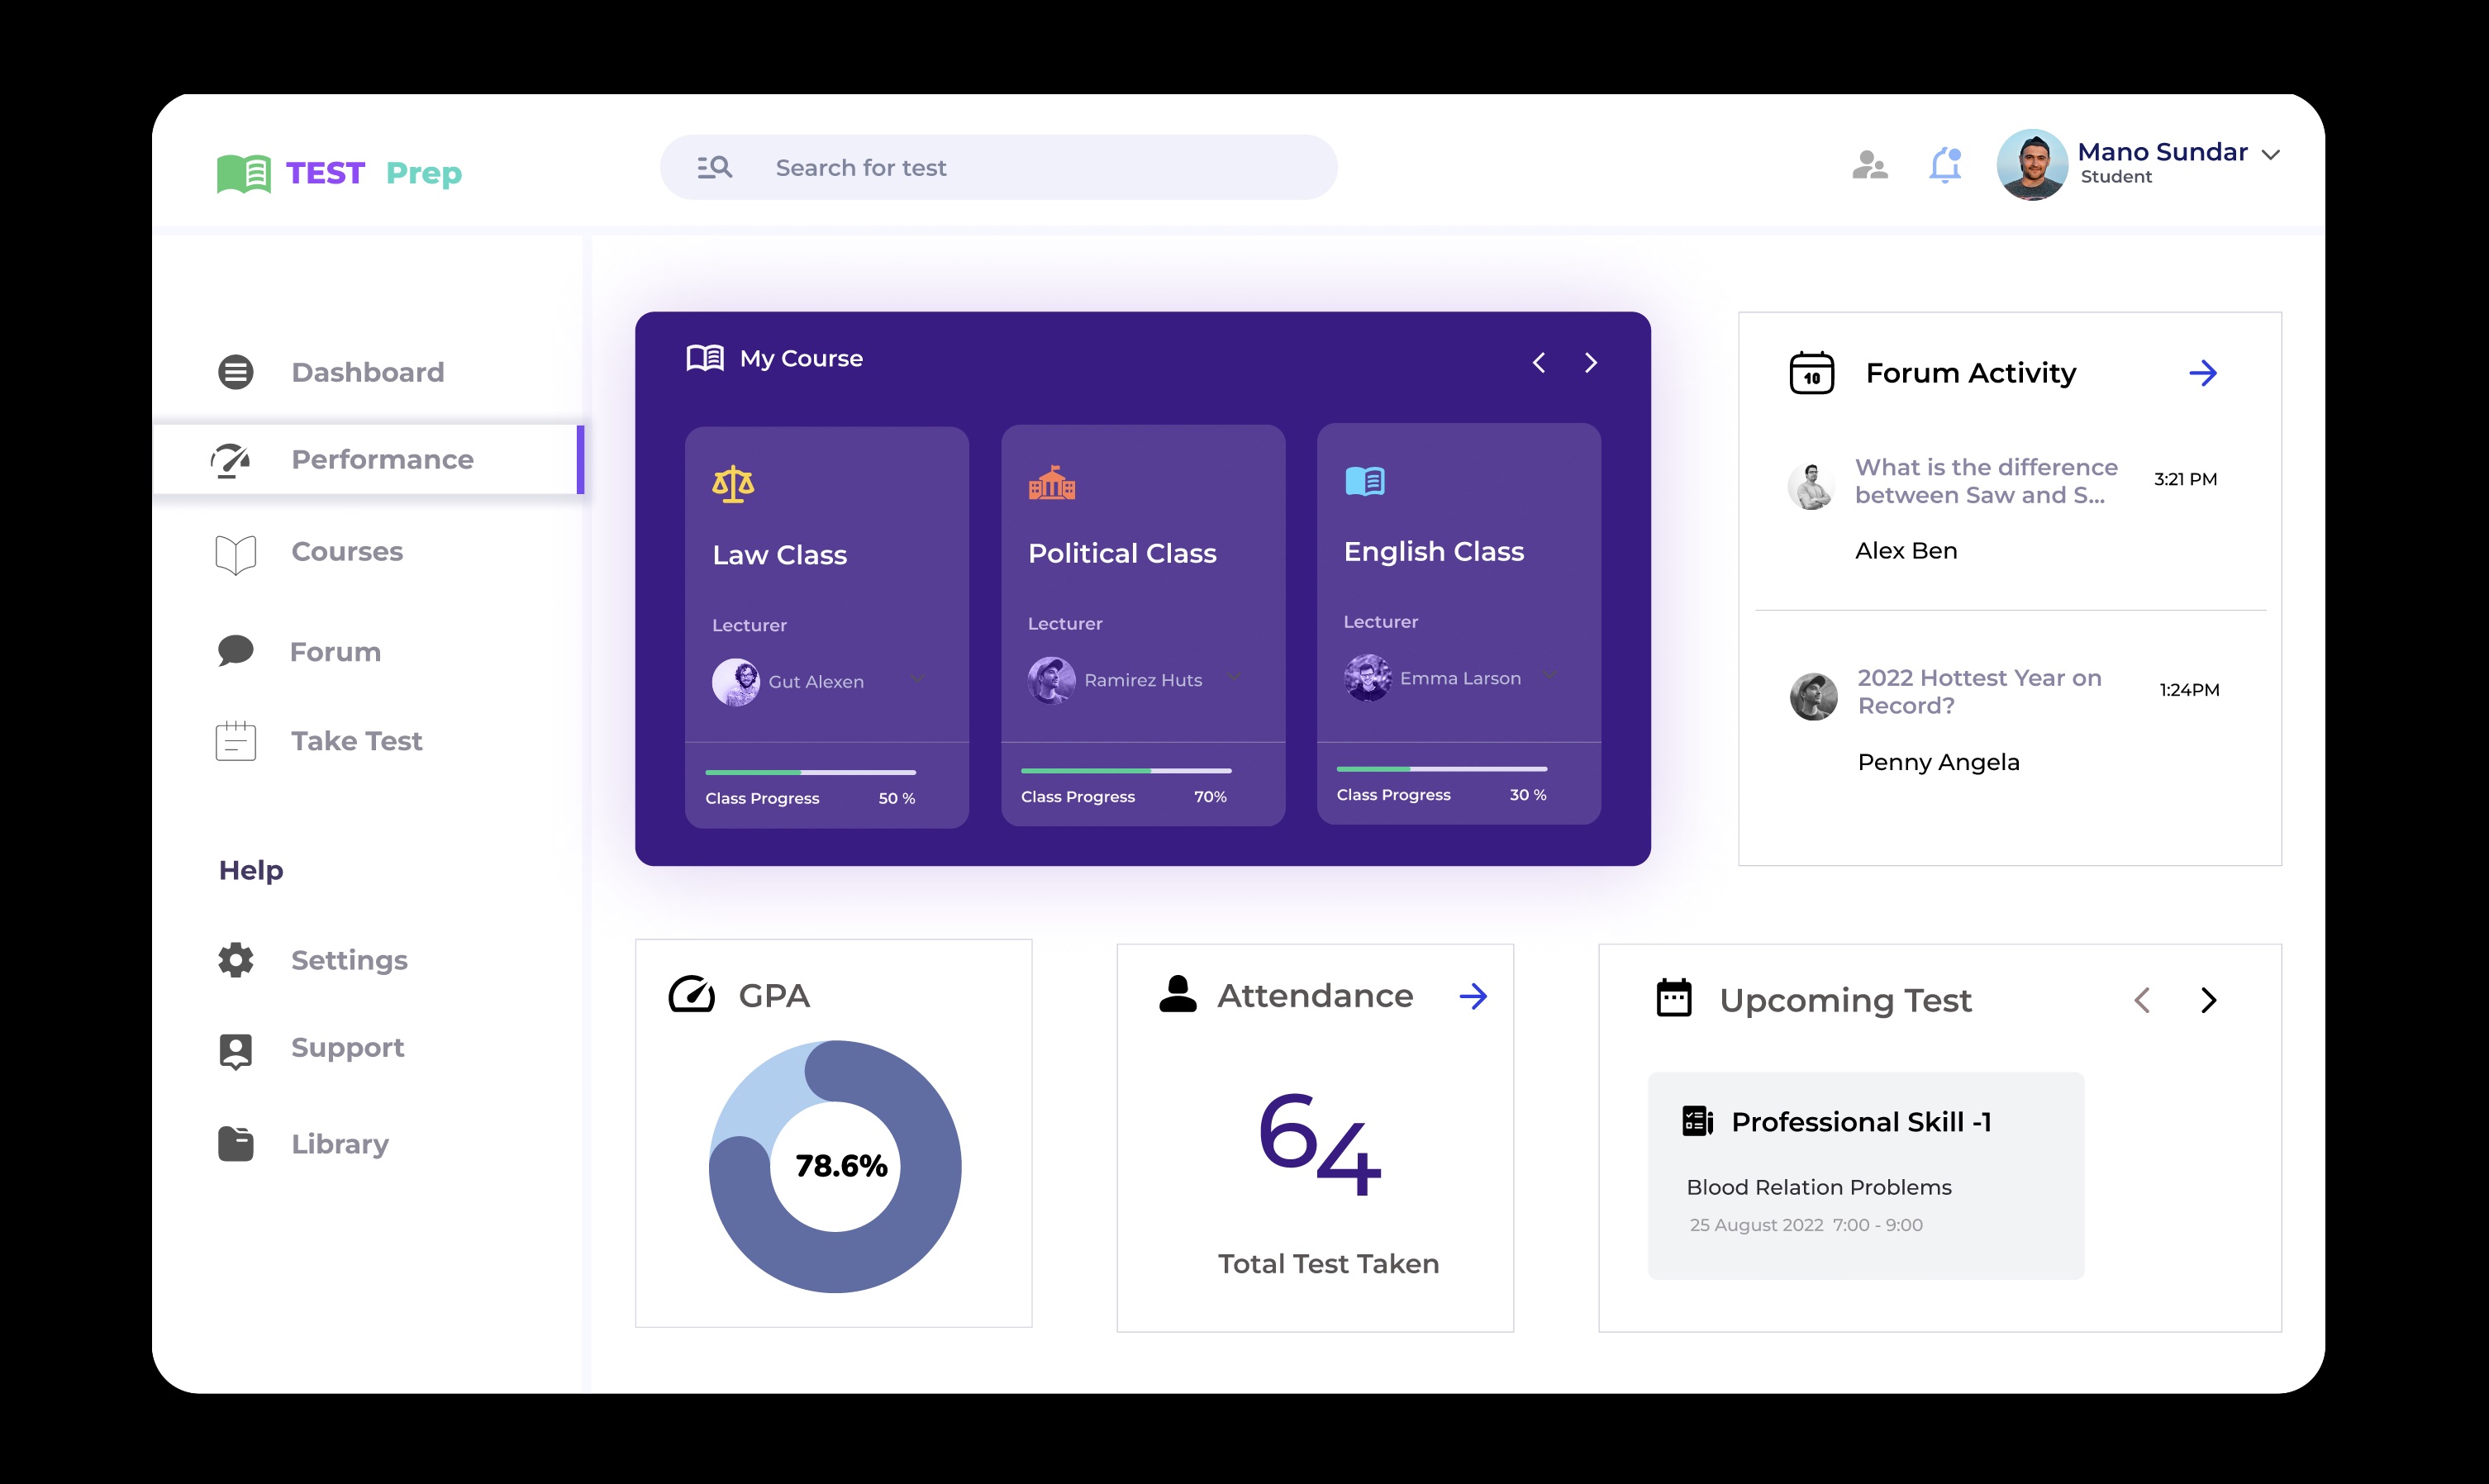 TEST Prep
Search for test
Mano Sundar
Student
Dashboard
Performance
Courses
Forum
Take Test
Help
Settings
Support
Library
My Course
Law Class
Lecturer
Gut Alexen
Class Progress 50 %
Political Class
Lecturer
Ramirez Huts
Class Progress 70%
English Class
Lecturer
Emma Larson
Class Progress 30 %
10
Forum Activity
What is the difference
between Saw and S...
3:21 PM
Alex Ben
2022 Hottest Year on
Record?
1:24PM
Penny Angela
GPA
78.6%
Attendance
64
Total Test Taken
Upcoming Test
Professional Skill -1
Blood Relation Problems
25 August 2022 7:00 - 9:00